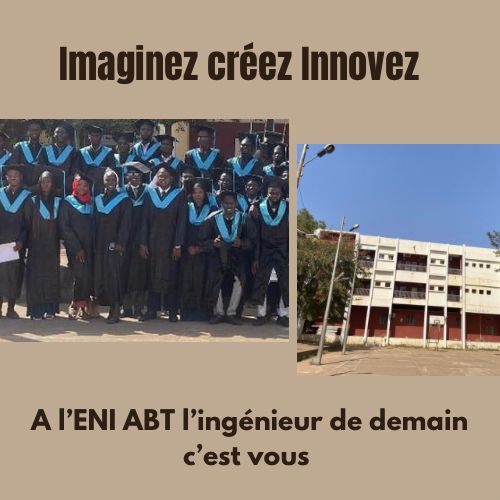 Imaginez créez Innovez
A l’ENI ABT l’ingénieur de demain
c’est vous